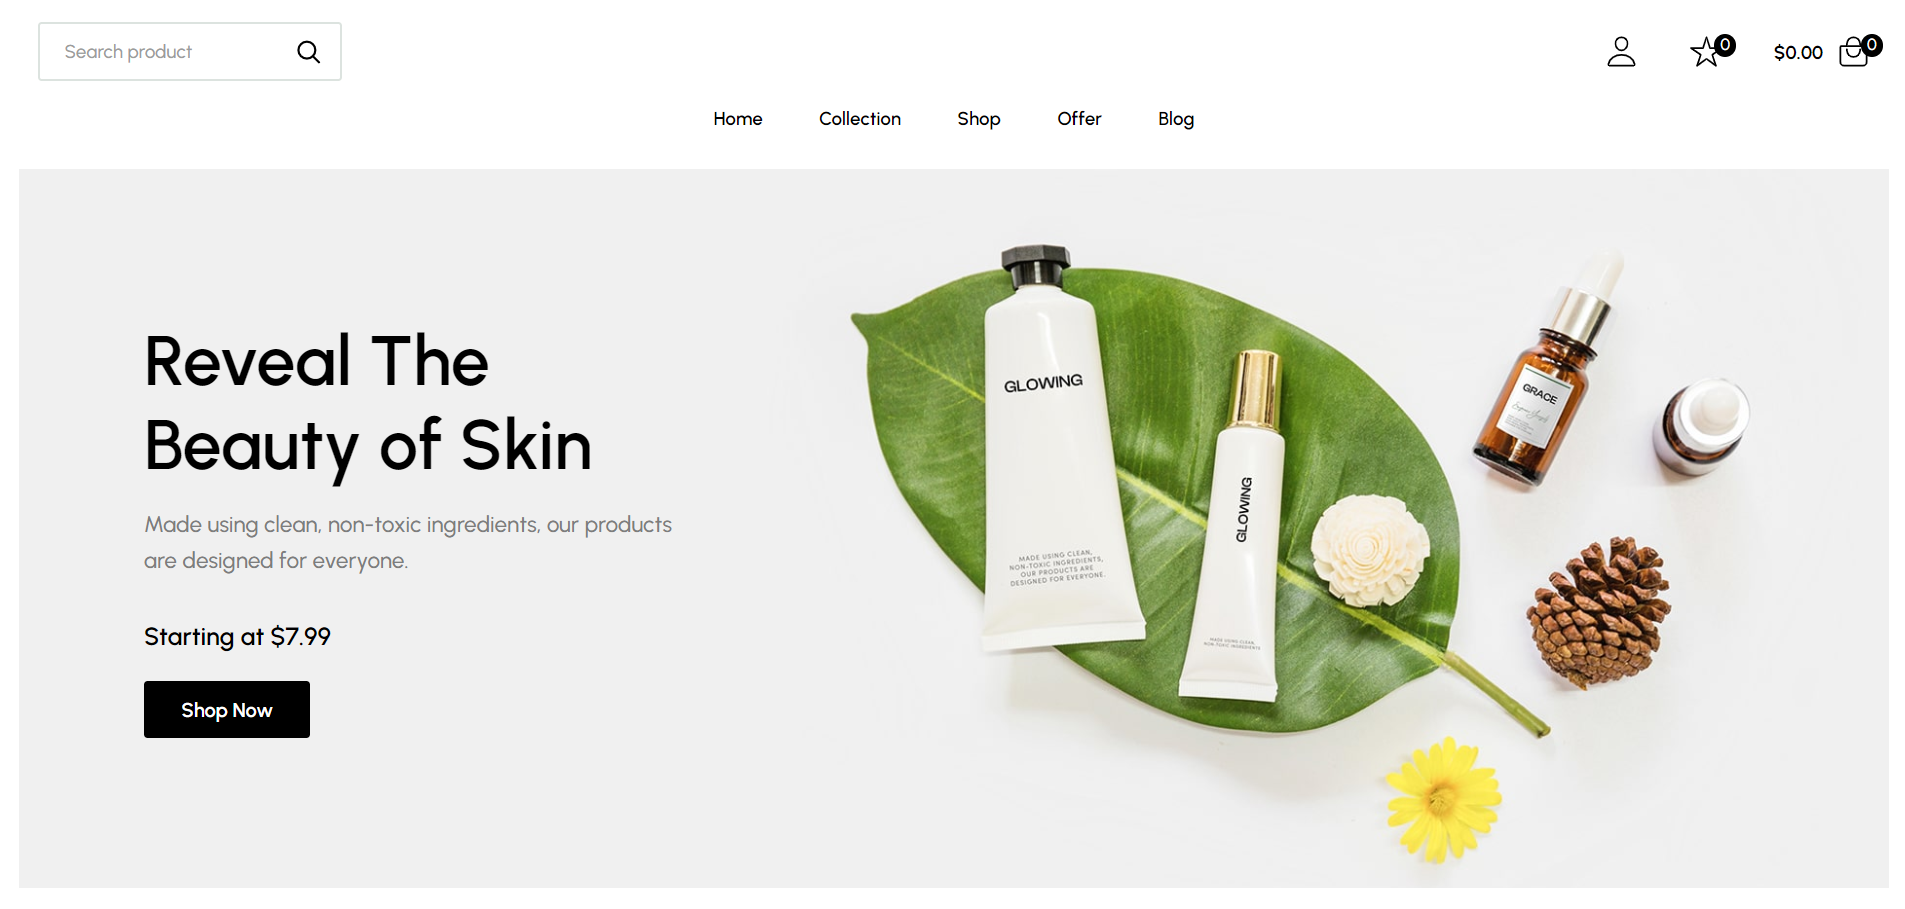 Search product
0
$0.00
0
Home
Collection
Shop
Offer
Blog
Reveal The
Beauty of Skin
Made using clean, non-toxic ingredients, our products
are designed for everyone.
Starting at $7.99
Shop Now
GLOWING
MADE USING CLEAN,
NON-TOXIC INGREDIENTS,
OUR PRODUCTS ARE
DESIGNED FOR EVERYONE.
GLOWING
MADE USING CLEAN,
NON-TOXIC INGREDIENTS
GRACE